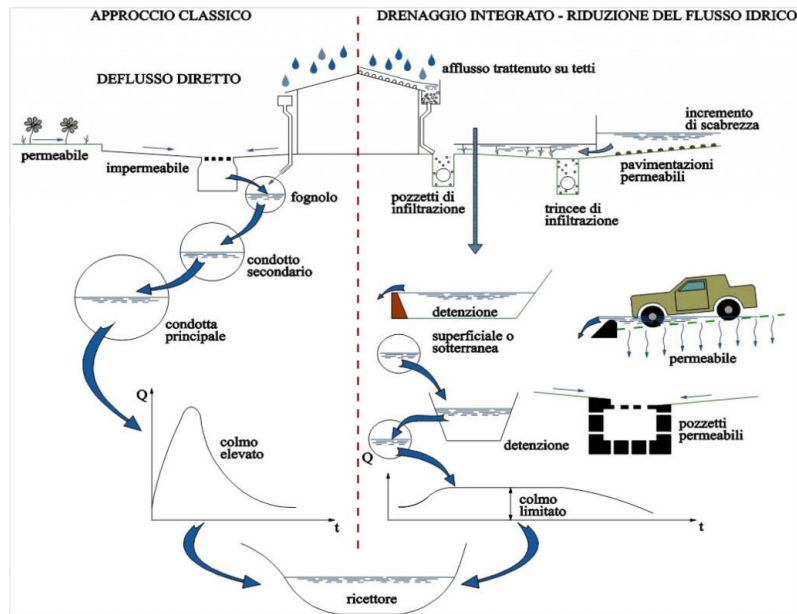 APPROCCIO CLASSICO
DEFLUSSO DIRETTO
permeabile
impermeabile
fognolo
condotto
secondario
condotta
principale
Q
colmo
elevato
t
DRENAGGIO INTEGRATO - RIDUZIONE DEL FLUSSO IDRICO
afflusso trattenuto su tetti
incremento
di scabrezza
pavimentazioni
permeabili
pozzetti di
infiltrazione
trincee di
infiltrazione
detenzione
superficiale o
sotterranea
permeabile
detenzione
pozzetti
permeabili
Q
colmo
limitato
t
ricettore